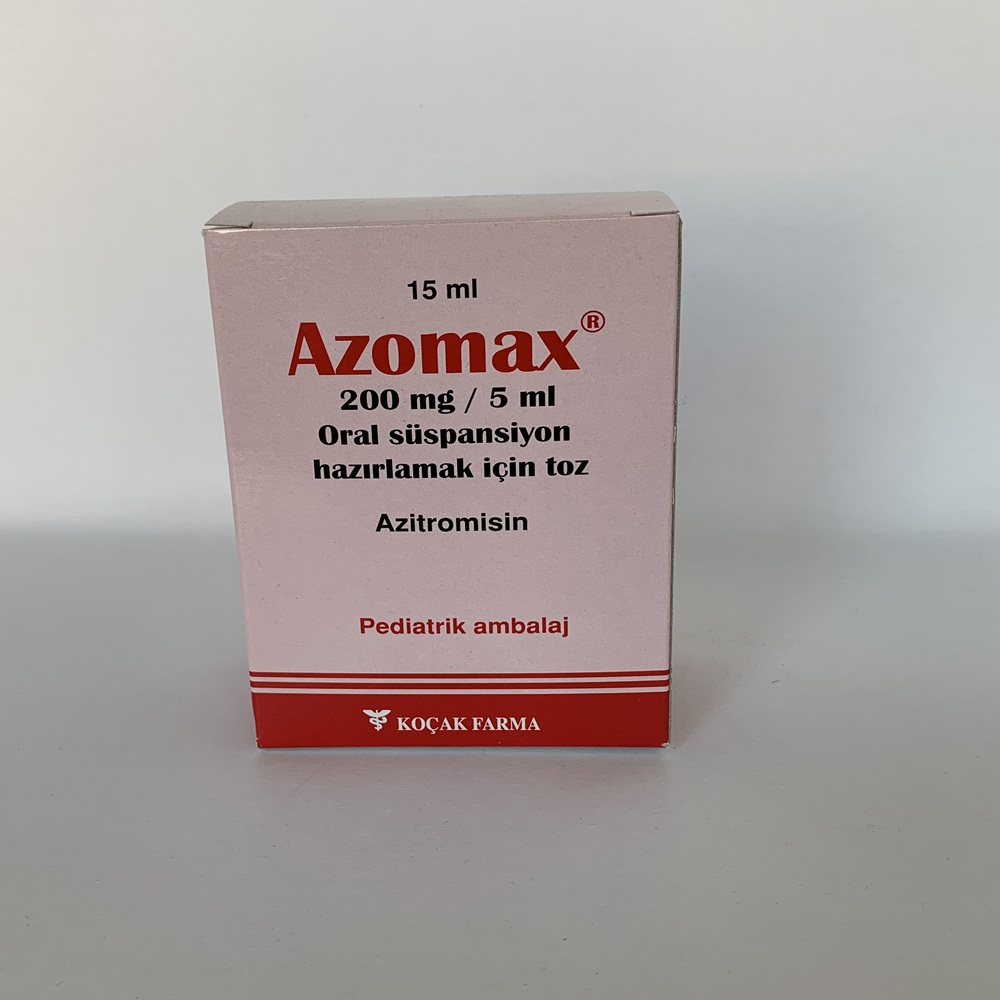 15 ml
Azomax®
200 mg / 5 ml
Oral süspansiyon
hazırlamak için toz
Azitromisin
Pediatrik ambalaj
KOÇAK FARMA